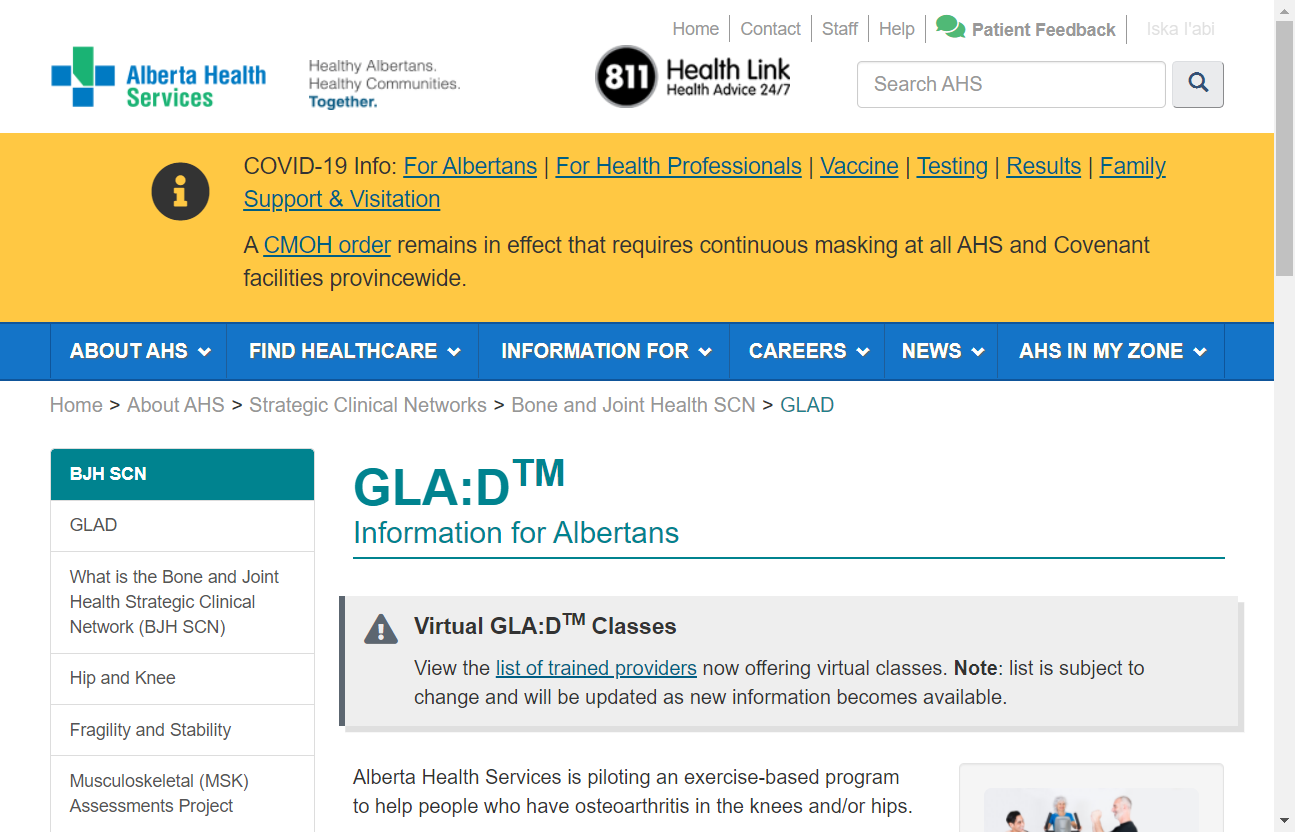 Home
Contact
Staff
Help
Patient Feedback
Iska l'abi
Alberta Health
Services
Healthy Albertans.
Healthy Communities.
Together.
811
Health Link
Health Advice 24/7
Search AHS
COVID-19 Info: For Albertans | For Health Professionals | Vaccine | Testing | Results | Family
Support & Visitation
A CMOH order remains in effect that requires continuous masking at all AHS and Covenant
facilities provincewide.
ABOUT AHS
FIND HEALTHCARE
INFORMATION FOR
CAREERS
NEWS
AHS IN MY ZONE
Home > About AHS > Strategic Clinical Networks > Bone and Joint Health SCN > GLAD
BJH SCN
GLAD
What is the Bone and Joint
Health Strategic Clinical
Network (BJH SCN)
Hip and Knee
Fragility and Stability
Musculoskeletal (MSK)
Assessments Project
GLA:D™
Information for Albertans
Virtual GLA:D™ Classes
View the list of trained providers now offering virtual classes. Note: list is subject to
change and will be updated as new information becomes available.
Alberta Health Services is piloting an exercise-based program
to help people who have osteoarthritis in the knees and/or hips.